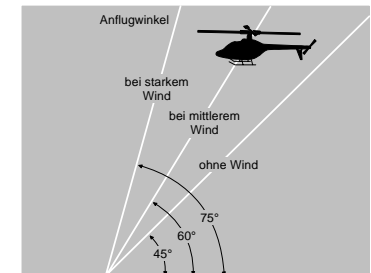 Anflugwinkel
bei starkem
Wind
bei mittlerem
Wind
ohne Wind
75°
60°
45°